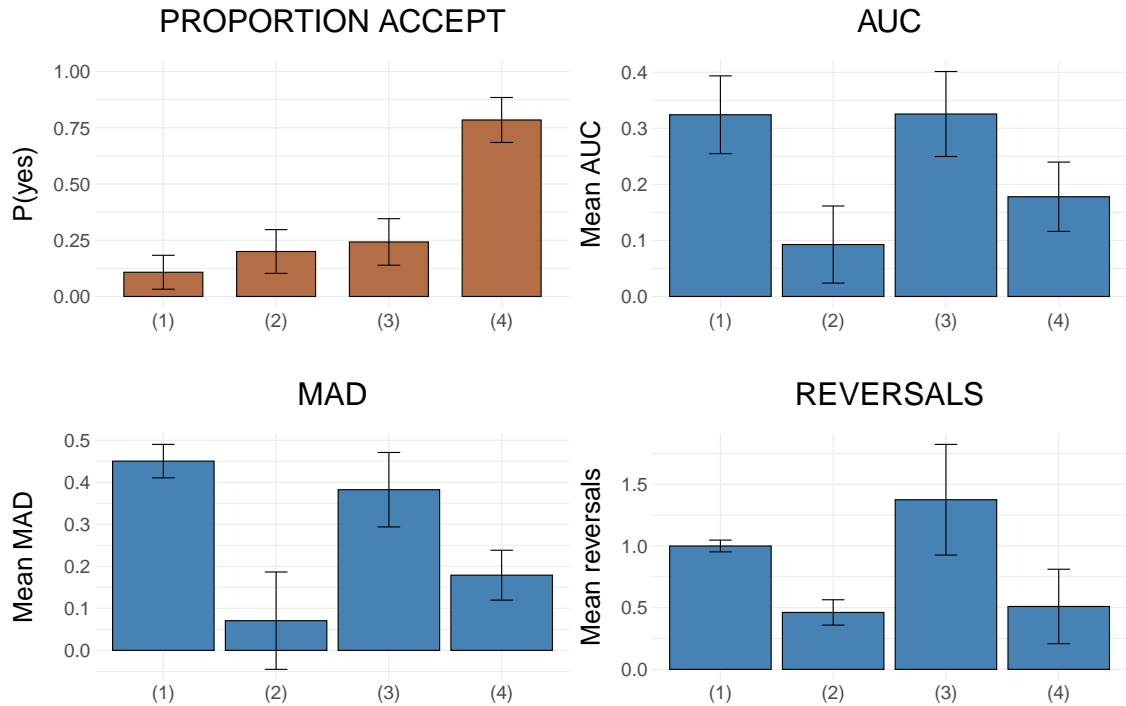 PROPORTION ACCEPT
P(yes)
1.00
0.75
0.50
0.25
0.00
(1) (2) (3) (4)
AUC
Mean AUC
0.4
0.3
0.2
0.1
0.0
(1) (2) (3) (4)
MAD
Mean MAD
0.5
0.4
0.3
0.2
0.1
0.0
(1) (2) (3) (4)
REVERSALS
Mean reversals
1.5
1.0
0.5
0.0
(1) (2) (3) (4)